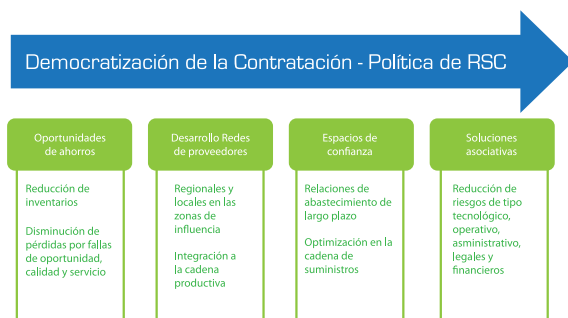 Democratización de la Contratación - Política de RSC
Oportunidades
de ahorros
Reducción de
inventarios
Disminución de
pérdidas por fallas
de oportunidad,
calidad y servicio
Desarrollo Redes
de proveedores
Regionales y
locales en las
zonas de
influencia
Integración a
la cadena
productiva
Espacios de
confianza
Relaciones de
abastecimiento de
largo plazo
Optimización en la
cadena de
suministros
Soluciones
asociativas
Reducción de
riesgos de tipo
tecnológico,
operativo,
asministrativo,
legales y
financieros